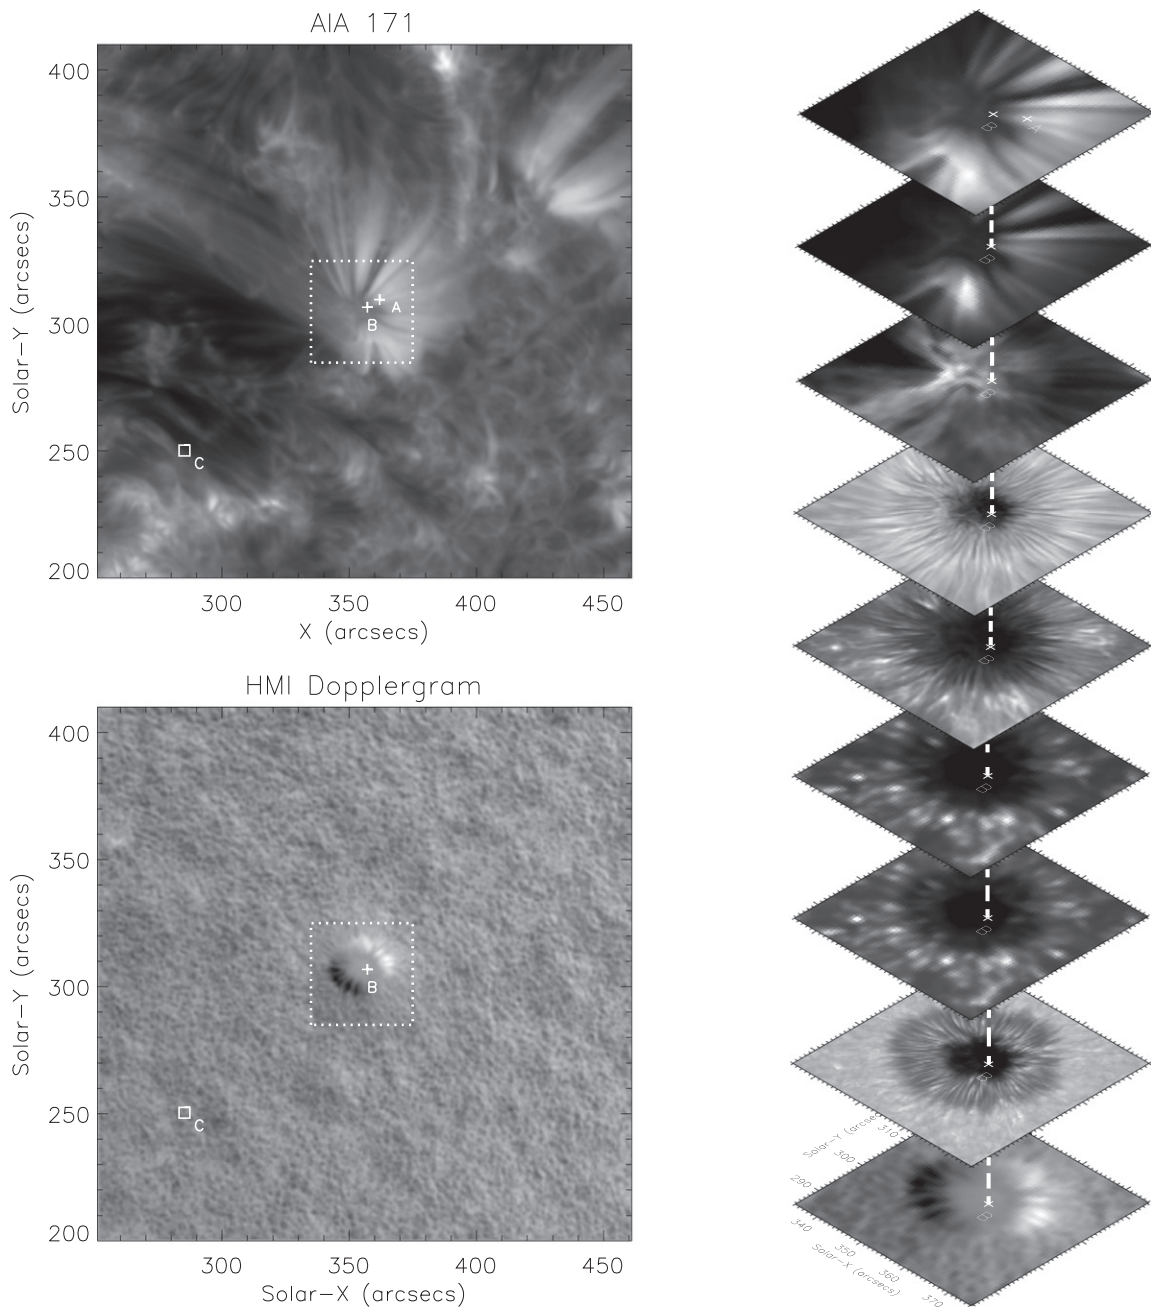 AIA 171
400
350
300
250
200
Solar-Y (arcsecs)
A
B
C
300 350 400 450
X (arcsecs)
HMI Dopplergram
400
350
300
250
200
Solar-Y (arcsecs)
B
C
300 350 400 450
Solar-X (arcsecs)
B A
B
B
B
B
B
B
B
Solar-Y (arcsecs)
310
300
290
B
340
350
360
370
Solar-X (arcsecs)